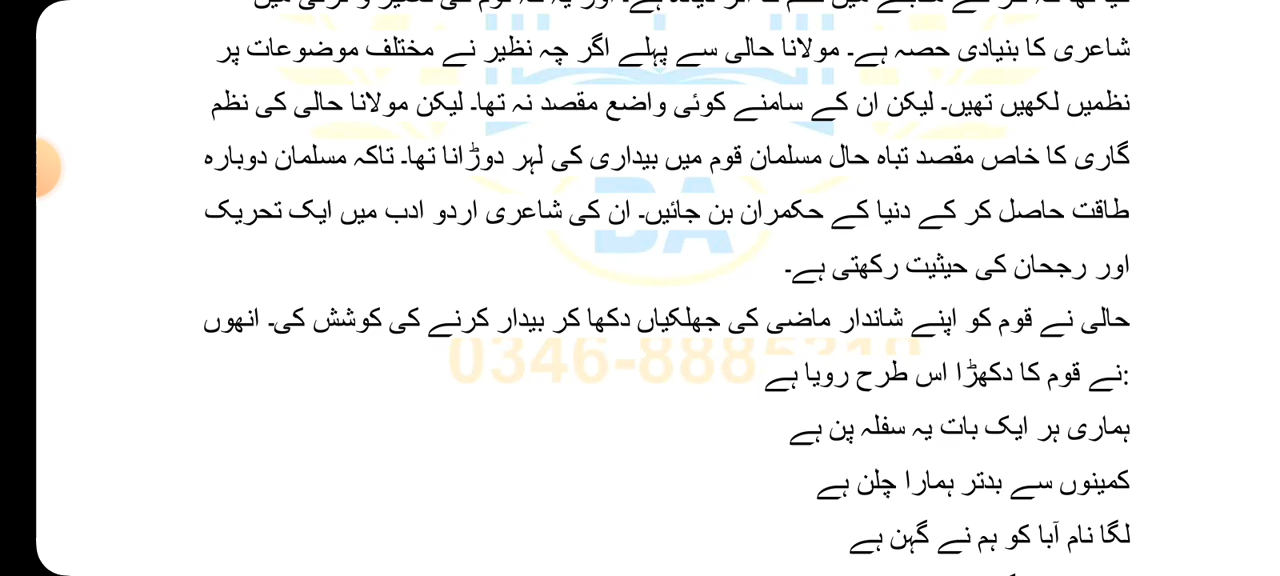 شاعری کا بنیادی حصہ ہے۔ مولانا حالی سے پہلے اگر چہ نظیر نے مختلف موضوعات پر
نظمیں لکھیں تھیں۔ لیکن ان کے سامنے کوئی واضع مقصد نہ تھا۔ لیکن مولانا حالی کی نظم
گاری کا خاص مقصد تباہ حال مسلمان قوم میں بیداری کی لہر دوڑانا تھا۔ تاکہ مسلمان دوبارہ
طاقت حاصل کر کے دنیا کے حکمران بن جائیں۔ ان کی شاعری اردو ادب میں ایک تحریک
اور رجحان کی حیثیت رکھتی ہے۔
حالی نے قوم کو اپنے شاندار ماضی کی جھلکیاں دکھا کر بیدار کرنے کی کوشش کی۔ انھوں
:نے قوم کا دکھڑا اس طرح رویا ہے
ہماری ہر ایک بات یہ سفلہ پن ہے
کمینوں سے بدتر ہمارا چلن ہے
لگا نام آبا کو ہم نے گہن ہے
BA